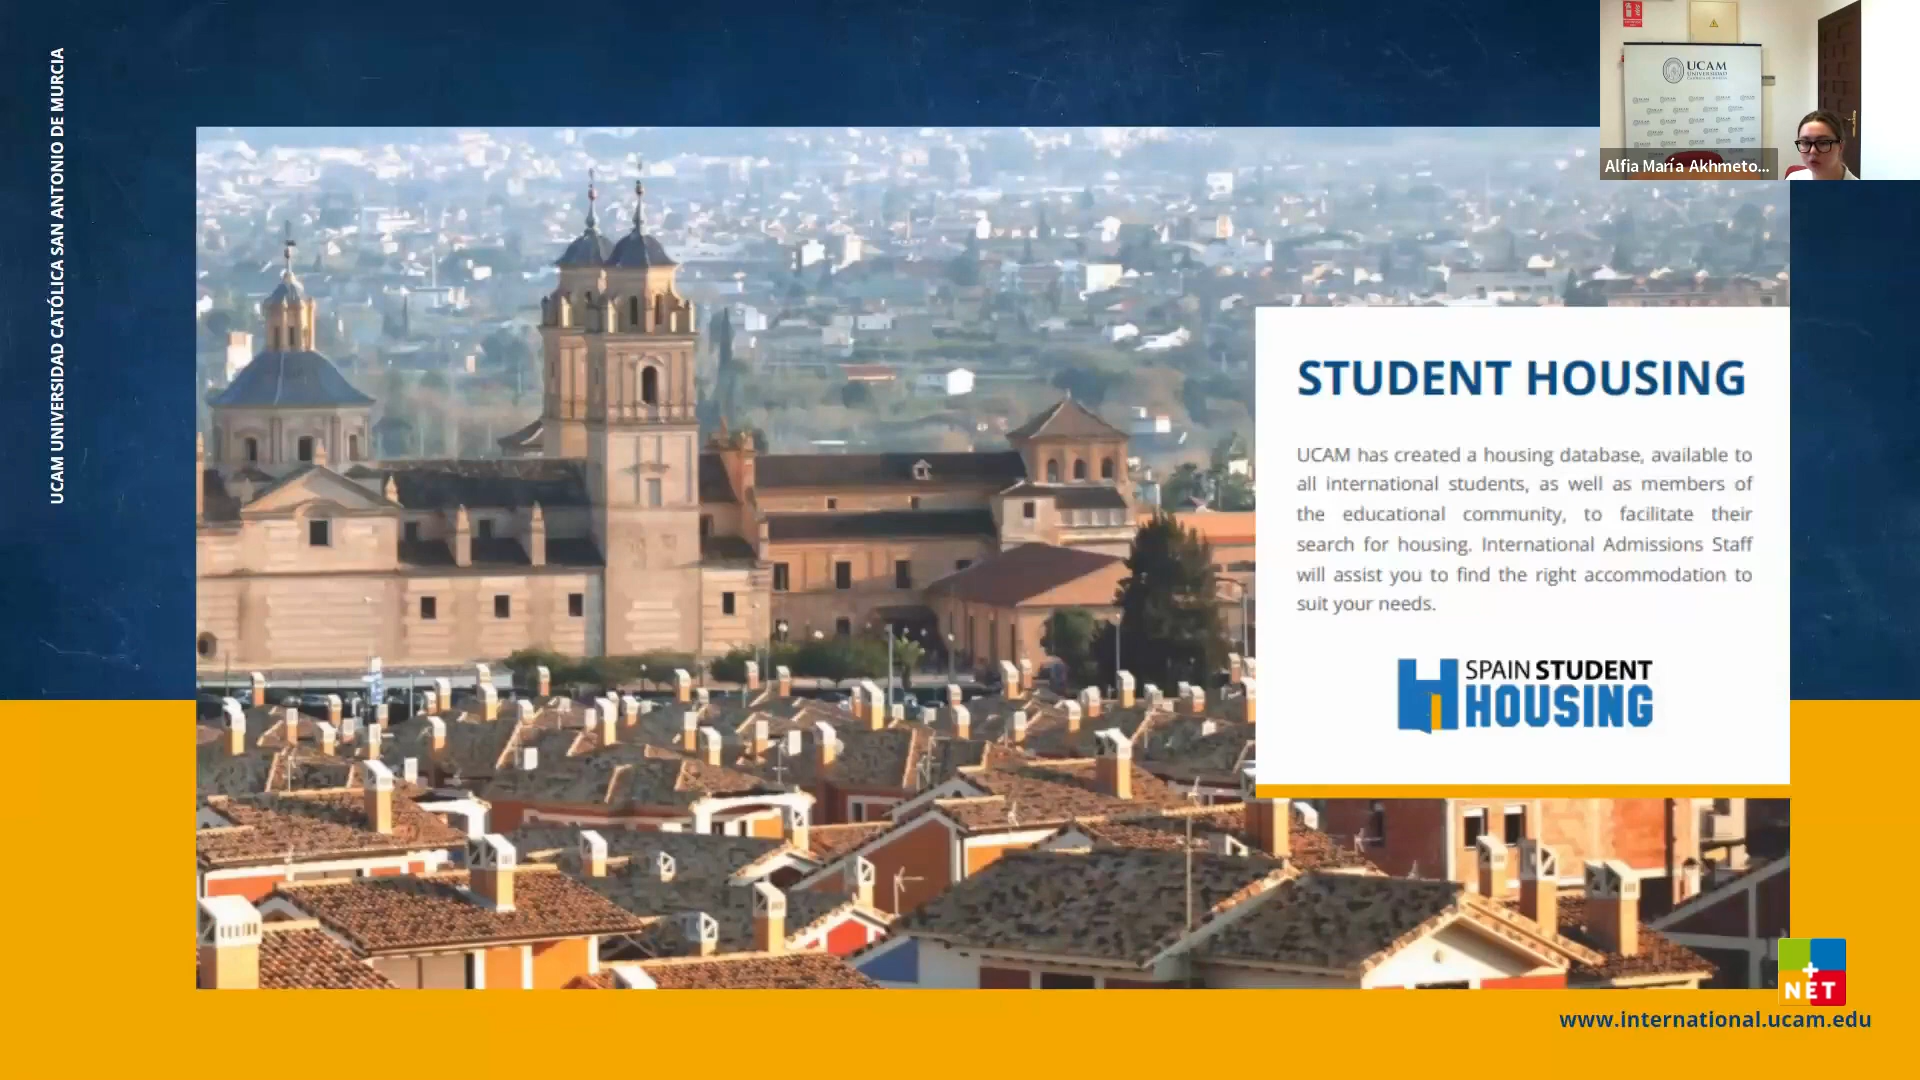 UCAM UNIVERSIDAD CATÓLICA SAN ANTONIO DE MURCIA
UCAM
UNIVERSIDAD
Alfia María Akhmeto...
STUDENT HOUSING
UCAM has created a housing database, available to
all international students, as well as members of
the educational community, to facilitate their
search for housing. International Admissions Staff
will assist you to find the right accommodation to
suit your needs.
SPAIN STUDENT
HOUSING
+
NET
www.international.ucam.edu